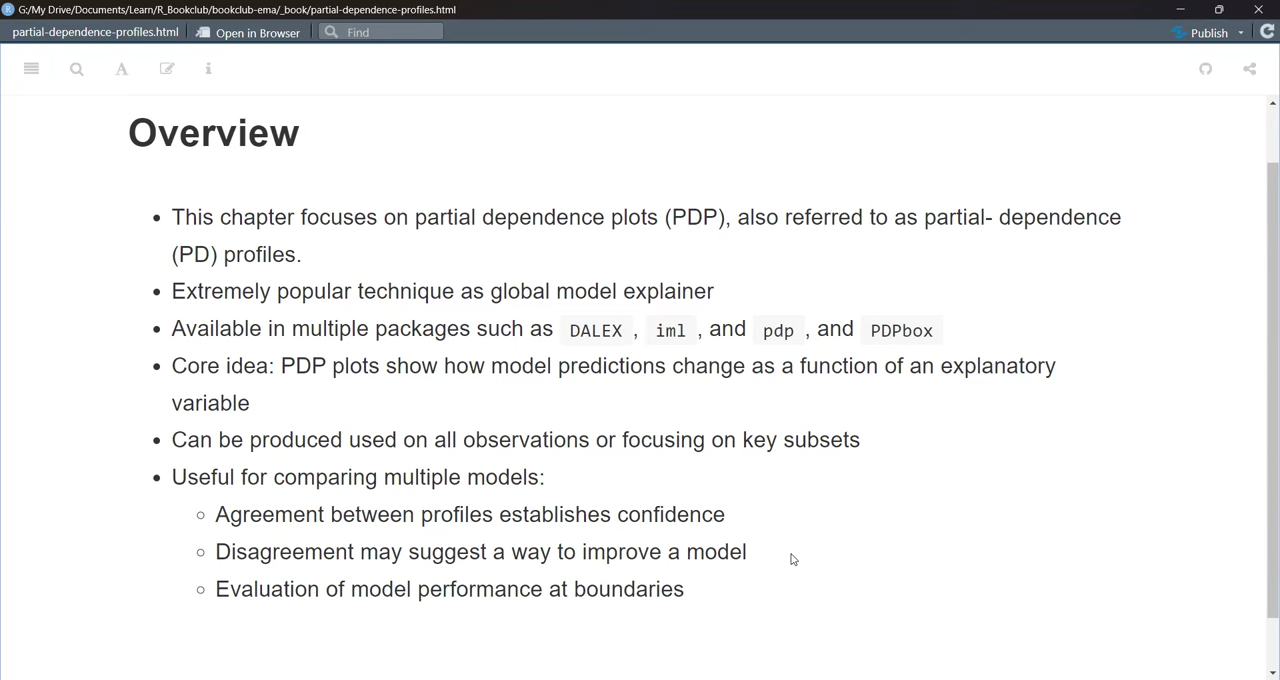 G:/My Drive/Documents/Learn/R_Bookclub/bookclub-ema/_book/partial-dependence-profiles.html
partial-dependence-profiles.html Open in Browser Find Publish
Overview
• This chapter focuses on partial dependence plots (PDP), also referred to as partial- dependence
(PD) profiles.
• Extremely popular technique as global model explainer
• Available in multiple packages such as DALEX , iml , and pdp , and PDPbox
• Core idea: PDP plots show how model predictions change as a function of an explanatory
variable
• Can be produced used on all observations or focusing on key subsets
• Useful for comparing multiple models:
○ Agreement between profiles establishes confidence
○ Disagreement may suggest a way to improve a model
○ Evaluation of model performance at boundaries